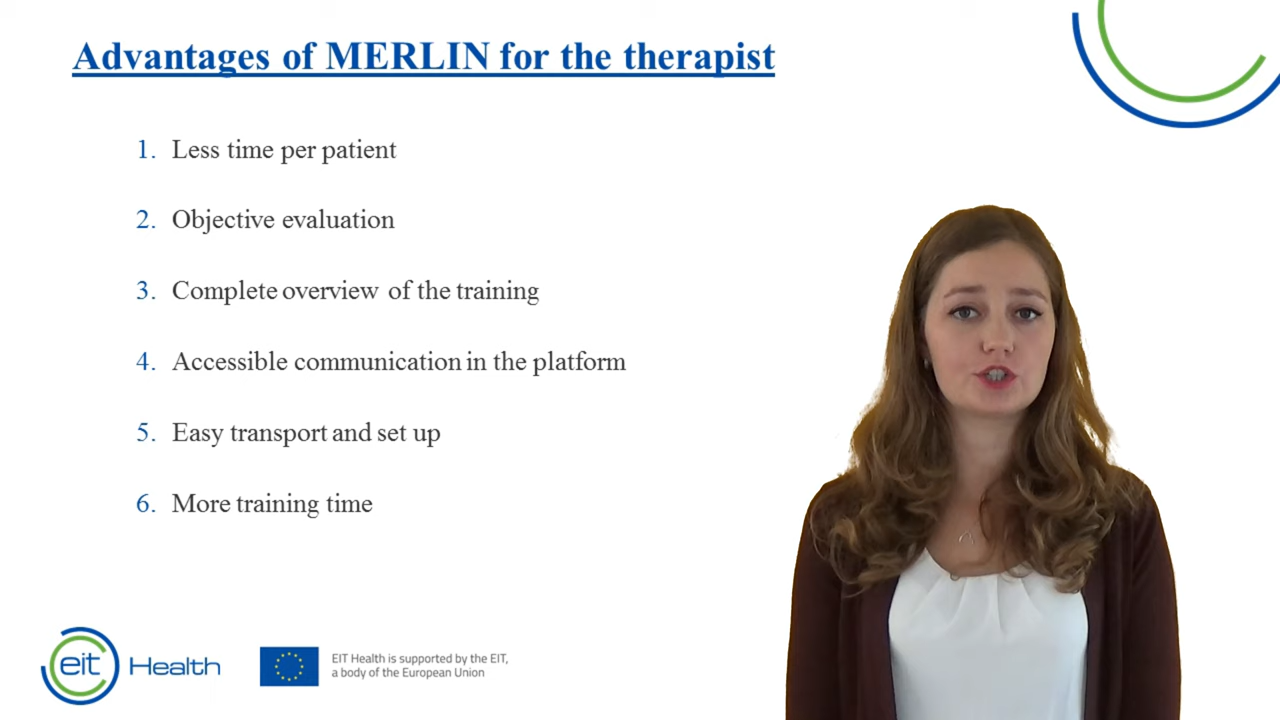 Advantages of MERLIN for the therapist
1. Less time per patient
2. Objective evaluation
3. Complete overview of the training
4. Accessible communication in the platform
5. Easy transport and set up
6. More training time
eit Health
EIT Health is supported by the EIT,
a body of the European Union